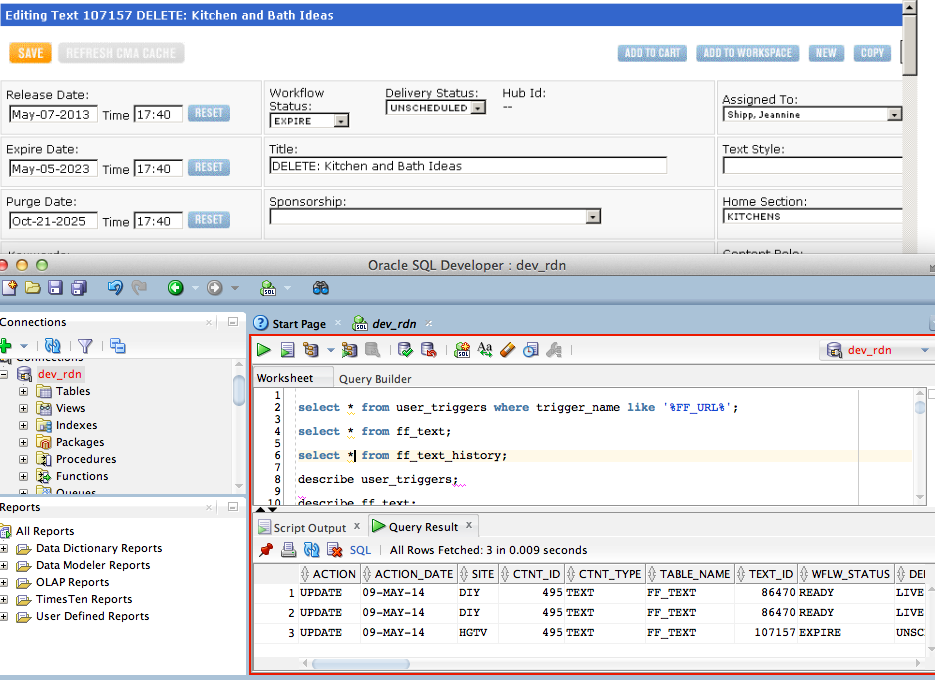 Editing Text 107157 DELETE: Kitchen and Bath Ideas
SAVE REFRESH CMA CACHE ADD TO CART ADD TO WORKSPACE NEW COPY
Release Date:
May-07-2013 Time 17:40 RESET
Workflow Status:
EXPIRE
Delivery Status:
UNSCHEDULED
Hub Id:
--
Assigned To:
Shipp, Jeannine
Expire Date:
May-05-2023 Time 17:40 RESET
Title:
DELETE: Kitchen and Bath Ideas
Text Style:
Purge Date:
Oct-21-2025 Time 17:40 RESET
Sponsorship:
Home Section:
KITCHENS
Oracle SQL Developer : dev_rdn
Connections
Connections
dev_rdn
Tables
Views
Indexes
Packages
Procedures
Functions
Queues
Reports
All Reports
Data Dictionary Reports
Data Modeler Reports
OLAP Reports
TimesTen Reports
User Defined Reports
Start Page dev_rdn
dev_rdn
Worksheet Query Builder
1
2 select * from user_triggers where trigger_name like '%FF_URL%';
3
4 select * from ff_text;
5
6 select * from ff_text_history;
7
8 describe user_triggers;
9
10 describe ff_text;
Script Output Query Result
SQL All Rows Fetched: 3 in 0.009 seconds
ACTION ACTION_DATE SITE CTNT_ID CTNT_TYPE TABLE_NAME TEXT_ID WFLW_STATUS DEI
1 UPDATE 09-MAY-14 DIY 495 TEXT FF_TEXT 86470 READY LIVE
2 UPDATE 09-MAY-14 DIY 495 TEXT FF_TEXT 86470 READY LIVE
3 UPDATE 09-MAY-14 HGTV 495 TEXT FF_TEXT 107157 EXPIRE UNSC